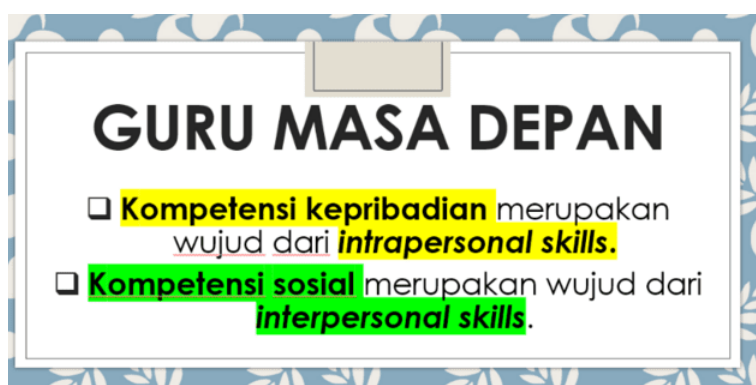 GURU MASA DEPAN
❑ Kompetensi kepribadian merupakan
wujud dari intrapersonal skills.
❑ Kompetensi sosial merupakan wujud dari
interpersonal skills.